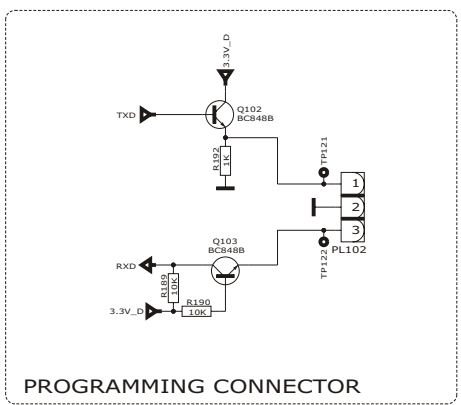 3.3V_D
TXD
Q102
BC848B
R192
1K
TP121
1
2
3
PL102
TP122
Q103
BC848B
RXD
R189
10K
3.3V_D
R190
10K
PROGRAMMING CONNECTOR